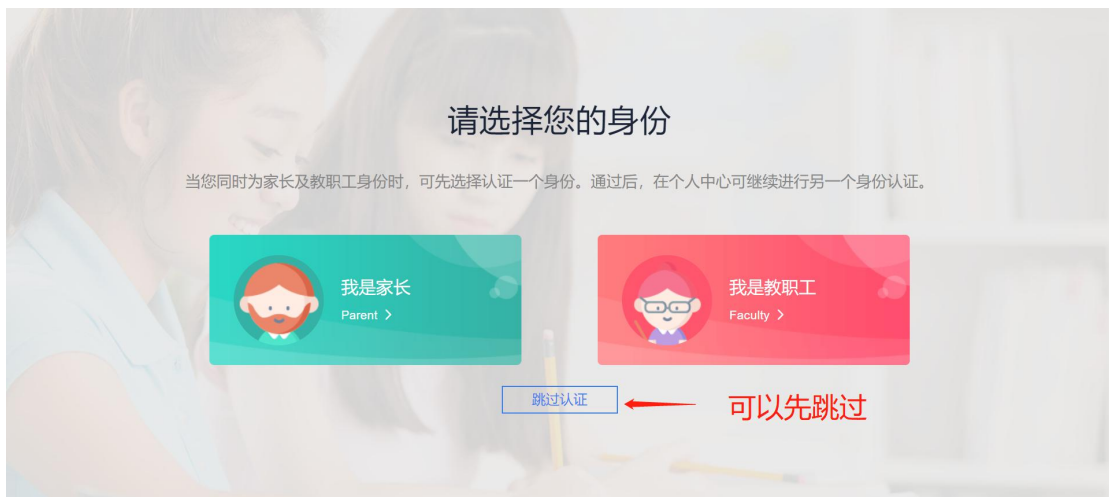 请选择您的身份
当您同时为家长及教职工身份时，可先选择认证一个身份。通过后，在个人中心可继续进行另一个身份认证。
我是家长
Parent >
我是教职工
Faculty >
跳过认证
可以先跳过